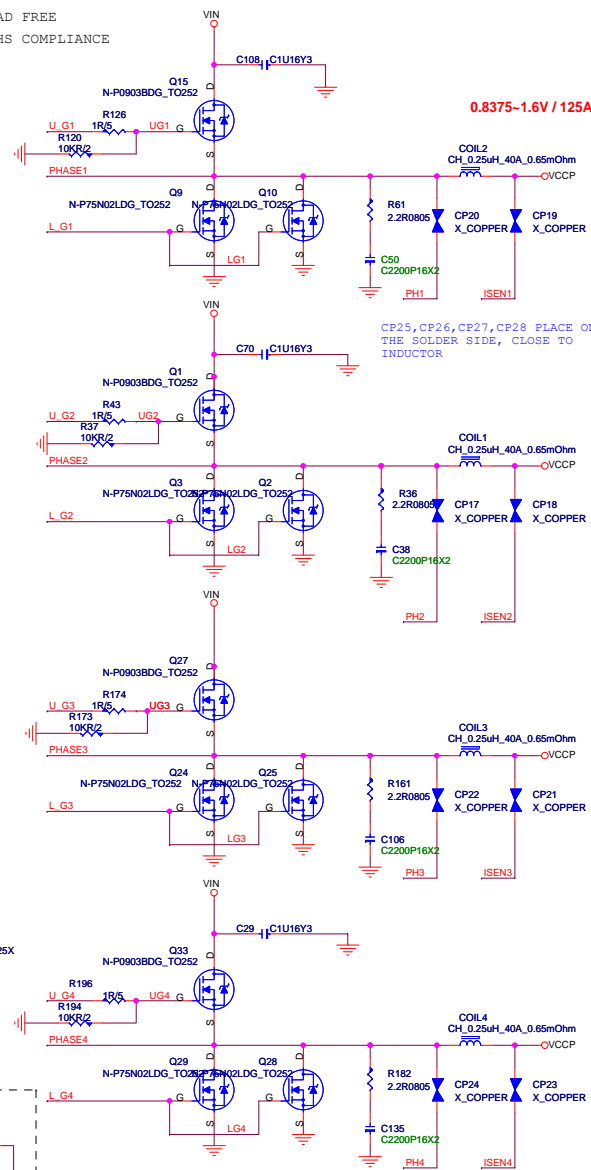 AD FREE
HS COMPLIANCE
VIN
C108
C1U16Y3
Q15
N-P0903BDG_TO252
D
G
S
0.8375~1.6V / 125A
U_G1
R126
1R/5
UG1
R120
10KR/2
PHASE1
COIL2
CH_0.25uH_40A_0.65mOhm
VCCP
Q9
N-P75N02LDG_TO252
D
G
S
Q10
N-P75N02LDG_TO252
D
G
S
L_G1
LG1
R61
2.2R0805
C50
C2200P16X2
CP20
X_COPPER
CP19
X_COPPER
PH1
ISEN1
CP25,CP26,CP27,CP28 PLACE ON
THE SOLDER SIDE, CLOSE TO
INDUCTOR
VIN
C70
C1U16Y3
Q1
N-P0903BDG_TO252
D
G
S
U_G2
R43
1R/5
UG2
R37
10KR/2
PHASE2
COIL1
CH_0.25uH_40A_0.65mOhm
VCCP
Q3
N-P75N02LDG_TO252
D
G
S
Q2
N-P75N02LDG_TO252
D
G
S
L_G2
LG2
R36
2.2R0805
C38
C2200P16X2
CP17
X_COPPER
CP18
X_COPPER
PH2
ISEN2
VIN
Q27
N-P0903BDG_TO252
D
G
S
U_G3
R174
1R/5
UG3
R173
10KR/2
PHASE3
COIL3
CH_0.25uH_40A_0.65mOhm
VCCP
Q24
N-P75N02LDG_TO252
D
G
S
Q25
N-P75N02LDG_TO252
D
G
S
L_G3
LG3
R161
2.2R0805
C106
C2200P16X2
CP22
X_COPPER
CP21
X_COPPER
PH3
ISEN3
VIN
C29
C1U16Y3
Q33
N-P0903BDG_TO252
D
G
S
25X
U_G4
R196
1R/5
UG4
R194
10KR/2
PHASE4
COIL4
CH_0.25uH_40A_0.65mOhm
VCCP
Q29
N-P75N02LDG_TO252
D
G
S
Q28
N-P75N02LDG_TO252
D
G
S
L_G4
LG4
R182
2.2R0805
C135
C2200P16X2
CP24
X_COPPER
CP23
X_COPPER
PH4
ISEN4